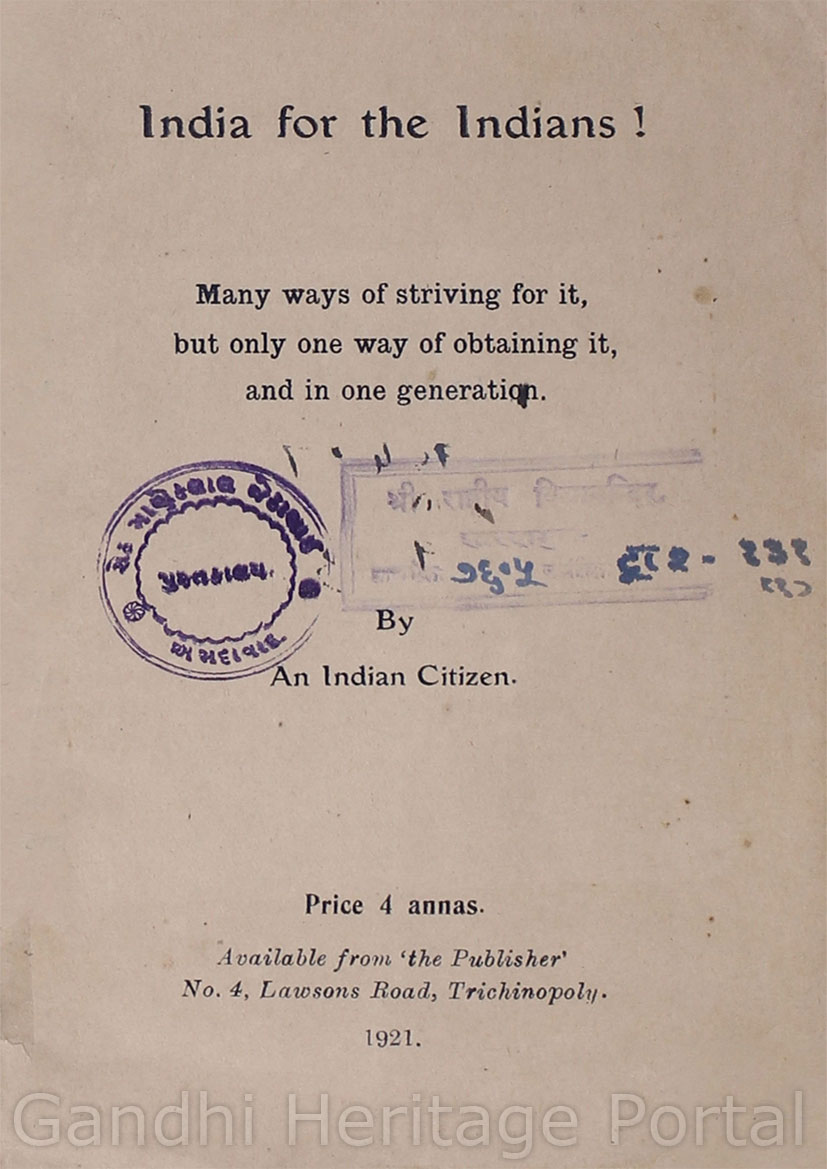 India for the Indians !
Many ways of striving for it,
but only one way of obtaining it,
and in one generation.
By
An Indian Citizen.
Price 4 annas.
Available from ‘the Publisher’
No. 4, Lawsons Road, Trichinopoly.
1921.
Gandhi Heritage Portal